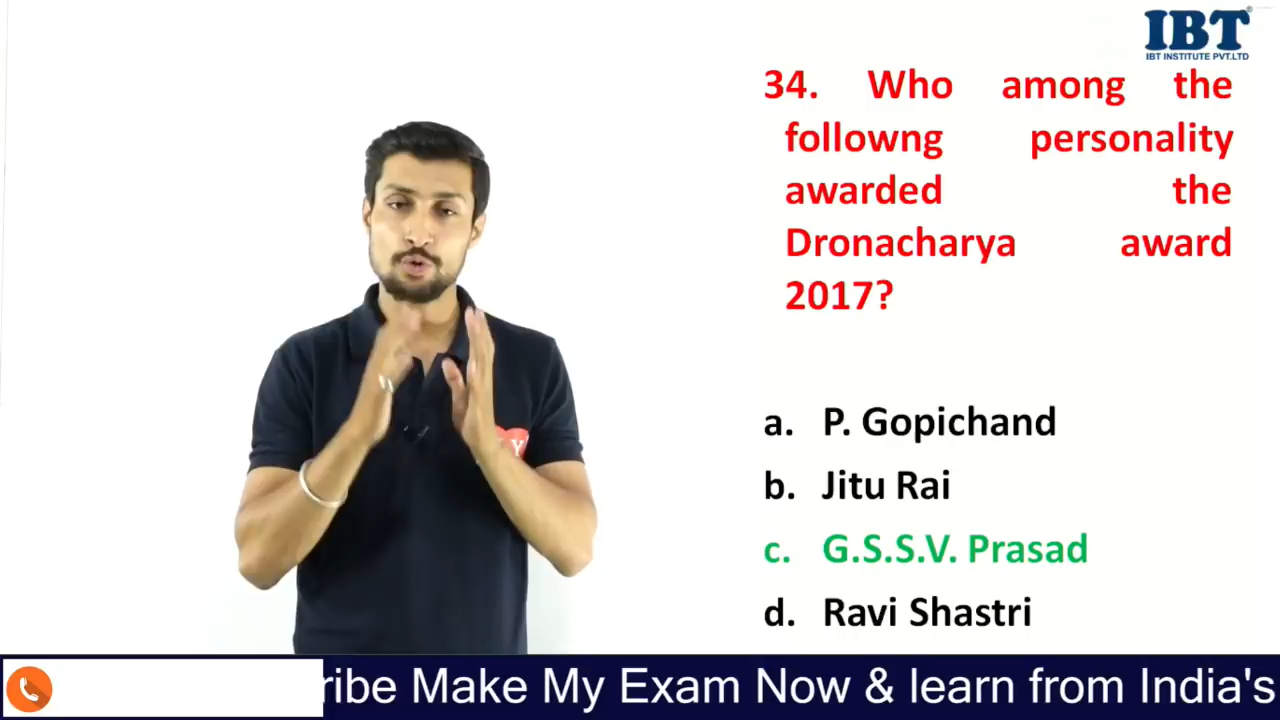 IBT
IBT INSTITUTE PVT.LTD
34. Who among the
followng personality
awarded the
Dronacharya award
2017?
a. P. Gopichand
b. Jitu Rai
c. G.S.S.V. Prasad
d. Ravi Shastri
Y
ribe Make My Exam Now & learn from India's